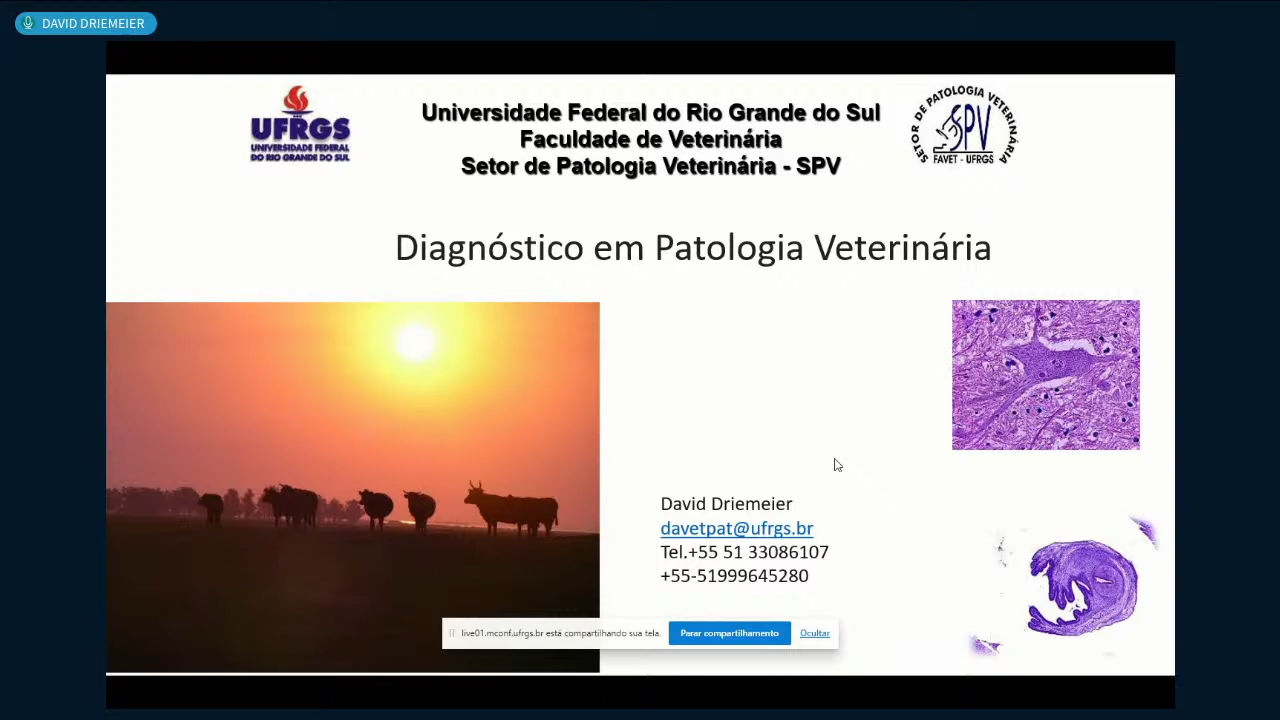 DAVID DRIEMEIER
UFRGS
UNIVERSIDADE FEDERAL
DO RIO GRANDE DO SUL
Universidade Federal do Rio Grande do Sul
Faculdade de Veterinária
Setor de Patologia Veterinária - SPV
SETOR DE PATOLOGIA VETERINÁRIA
SPV
FAVET - UFRGS
Diagnóstico em Patologia Veterinária
David Driemeier
davetpat@ufrgs.br
Tel.+55 51 33086107
+55-51999645280
live01.mconf.ufrgs.br está compartilhando sua tela.
Parar compartilhamento
Ocultar